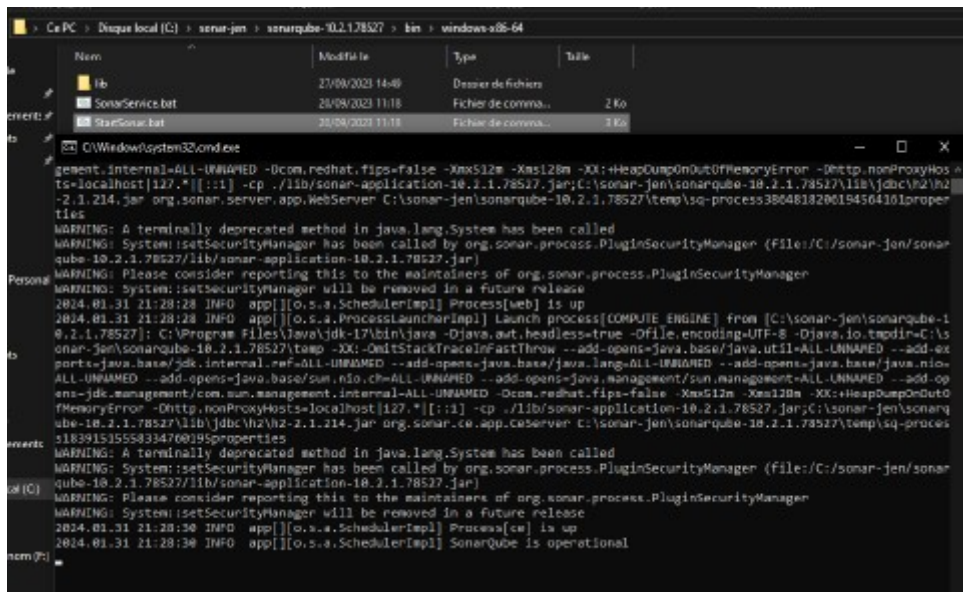 Ce PC > Disque local (C:) > sonar-jen > sonarqube-10.2.1.78527 > bin > windows-x86-64
Nom Modifié le Type Taille
lib 27/09/2023 14:49 Dossier de fichiers
SonarService.bat 28/09/2023 11:18 Fichier de comma... 2 Ko
StartSonar.bat 28/09/2023 11:18 Fichier de comma... 3 Ko
C:\Windows\system32\cmd.exe
gement.internal=ALL-UNNAMED -Dcom.redhat.fips=false -Xmx512m -Xms128m -XX:+HeapDumpOnOutOfMemoryError -Dhttp.nonProxyHos
ts=localhost|127.*|[::1] -cp ./lib/sonar-application-10.2.1.78527.jar;C:\sonar-jen\sonarqube-10.2.1.78527\lib\jdbc\h2\h2
-2.1.214.jar org.sonar.server.app.WebServer C:\sonar-jen\sonarqube-10.2.1.78527\temp\sq-process3864818206194564161proper
ties
WARNING: A terminally deprecated method in java.lang.System has been called
WARNING: System::setSecurityManager has been called by org.sonar.process.PluginSecurityManager (file:/C:/sonar-jen/sonar
qube-10.2.1.78527/lib/sonar-application-10.2.1.78527.jar)
WARNING: Please consider reporting this to the maintainers of org.sonar.process.PluginSecurityManager
WARNING: System::setSecurityManager will be removed in a future release
2024.01.31 21:28:28 INFO app[][o.s.a.SchedulerImpl] Process[web] is up
2024.01.31 21:28:28 INFO app[][o.s.a.ProcessLauncherImpl] Launch process[COMPUTE_ENGINE] from [C:\sonar-jen\sonarqube-1
0.2.1.78527]: C:\Program Files\Java\jdk-17\bin\java -Djava.awt.headless=true -Dfile.encoding=UTF-8 -Djava.io.tmpdir=C:\s
onar-jen\sonarqube-10.2.1.78527\temp -XX:-OmitStackTraceInFastThrow --add-opens=java.base/java.util=ALL-UNNAMED --add-ex
ports=java.base/jdk.internal.ref=ALL-UNNAMED --add-opens=java.base/java.lang=ALL-UNNAMED --add-opens=java.base/java.nio=
ALL-UNNAMED --add-opens=java.base/sun.nio.ch=ALL-UNNAMED --add-opens=java.management/sun.management=ALL-UNNAMED --add-op
ens=jdk.management/com.sun.management.internal=ALL-UNNAMED -Dcom.redhat.fips=false -Xmx512m -Xms128m -XX:+HeapDumpOnOutO
fMemoryError -Dhttp.nonProxyHosts=localhost|127.*|[::1] -cp ./lib/sonar-application-10.2.1.78527.jar;C:\sonar-jen\sonarq
ube-10.2.1.78527\lib\jdbc\h2\h2-2.1.214.jar org.sonar.ce.app.CeServer C:\sonar-jen\sonarqube-10.2.1.78527\temp\sq-proces
s18391515558334760195properties
WARNING: A terminally deprecated method in java.lang.System has been called
WARNING: System::setSecurityManager has been called by org.sonar.process.PluginSecurityManager (file:/C:/sonar-jen/sonar
qube-10.2.1.78527/lib/sonar-application-10.2.1.78527.jar)
WARNING: Please consider reporting this to the maintainers of org.sonar.process.PluginSecurityManager
WARNING: System::setSecurityManager will be removed in a future release
2024.01.31 21:28:30 INFO app[][o.s.a.SchedulerImpl] Process[ce] is up
2024.01.31 21:28:30 INFO app[][o.s.a.SchedulerImpl] SonarQube is operational
Personal
ements
cal (C:)
nom (F:)